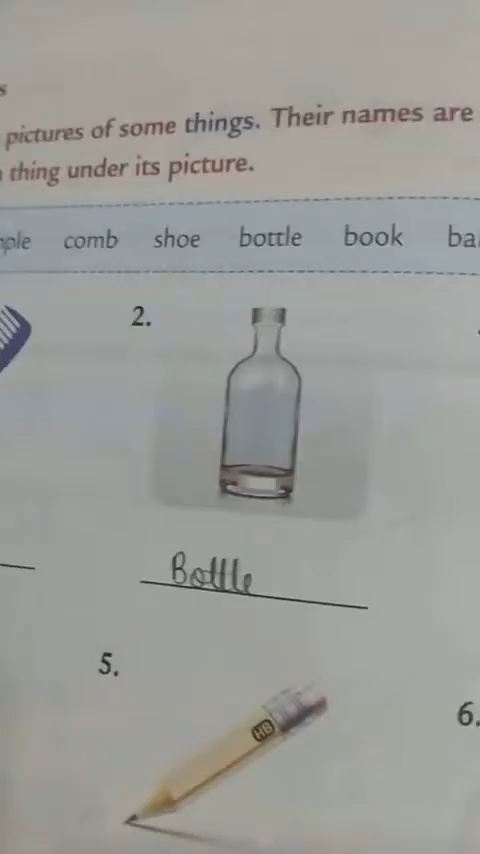 s
pictures of some things. Their names are
thing under its picture.
comb shoe bottle book
2.
Bottle
5.
HB
6.